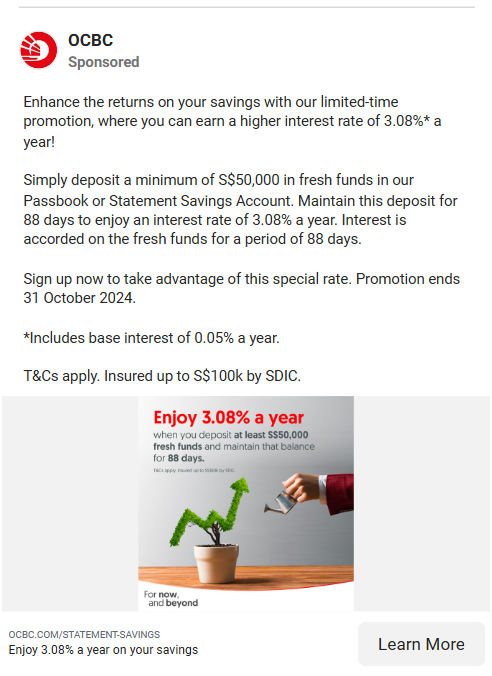 OCBC
Sponsored
Enhance the returns on your savings with our limited-time
promotion, where you can earn a higher interest rate of 3.08%* a
year!
Simply deposit a minimum of S$50,000 in fresh funds in our
Passbook or Statement Savings Account. Maintain this deposit for
88 days to enjoy an interest rate of 3.08% a year. Interest is
accorded on the fresh funds for a period of 88 days.
Sign up now to take advantage of this special rate. Promotion ends
31 October 2024.
*Includes base interest of 0.05% a year.
T&Cs apply. Insured up to S$100k by SDIC.
Enjoy 3.08% a year
when you deposit at least S$50,000
fresh funds and maintain that balance
for 88 days.
T&Cs apply. Insured up to S$100k by SDIC.
For now,
and beyond
OCBC.COM/STATEMENT-SAVINGS
Enjoy 3.08% a year on your savings
Learn More